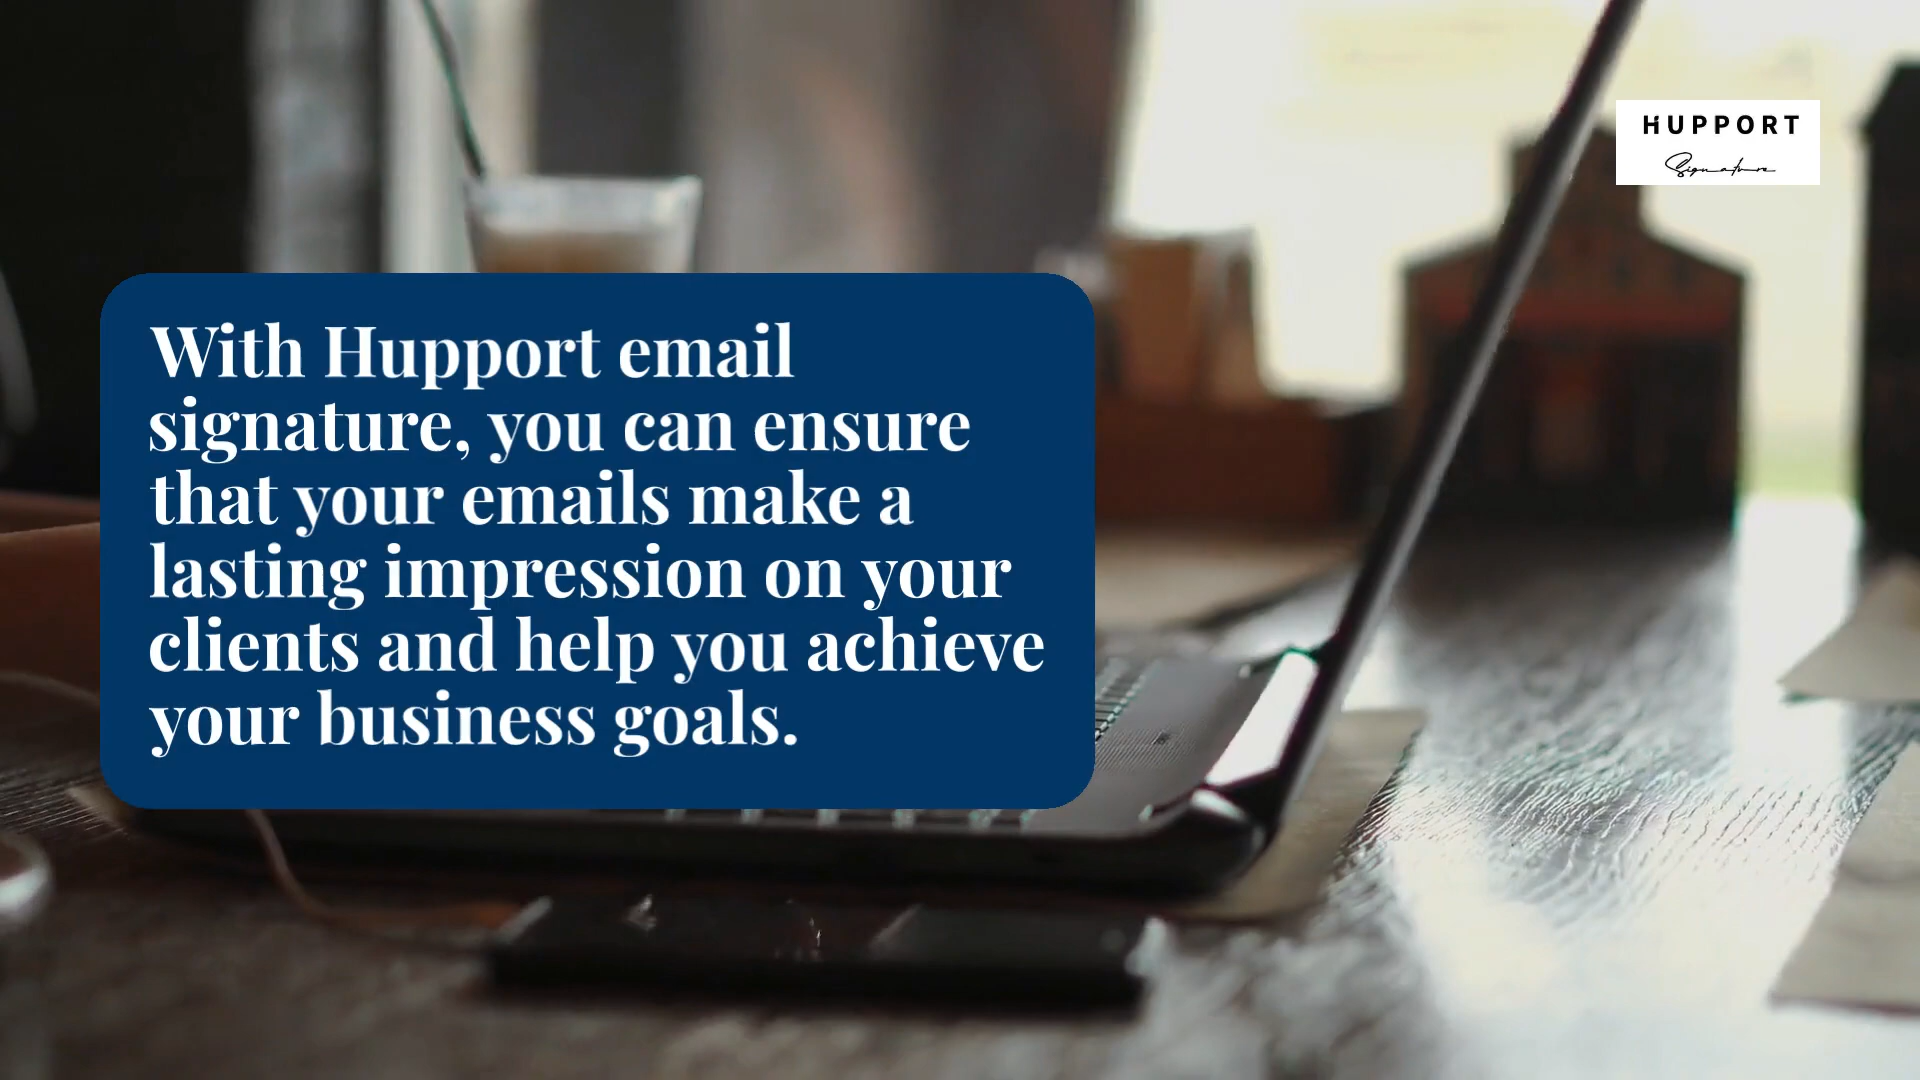 HUPPORT
Signature
With Hupport email
signature, you can ensure
that your emails make a
lasting impression on your
clients and help you achieve
your business goals.